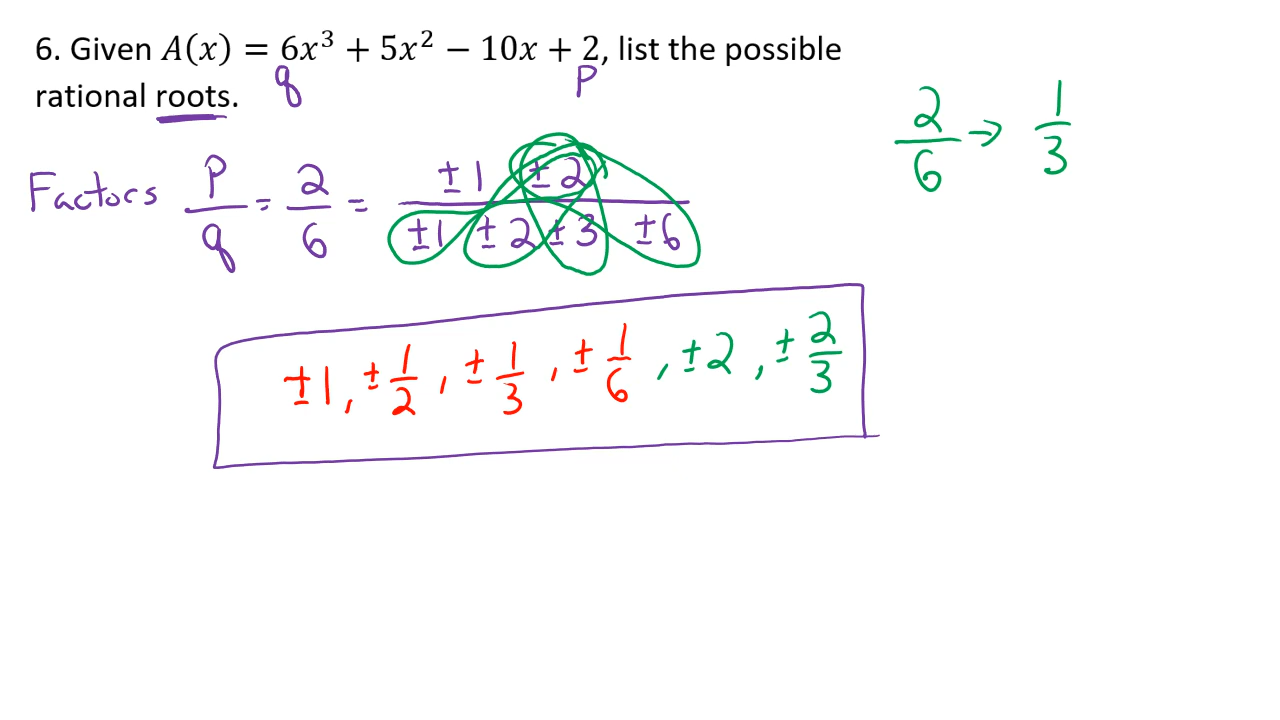 6. Given A(x) = 6x³ + 5x² − 10x + 2, list the possible
rational roots.
q p
2/6 → 1/3
Factors p/q = 2/6 = ±1 ±2 / ±1 ±2 ±3 ±6
±1, ±1/2, ±1/3, ±1/6, ±2, ±2/3